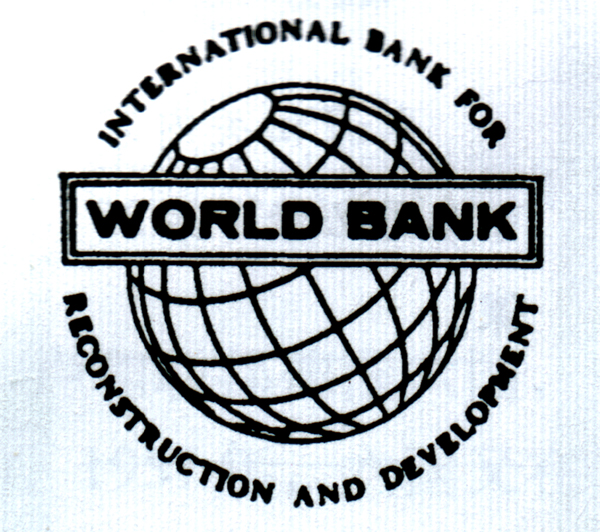 INTERNATIONAL BANK FOR
WORLD BANK
RECONSTRUCTION AND DEVELOPMENT